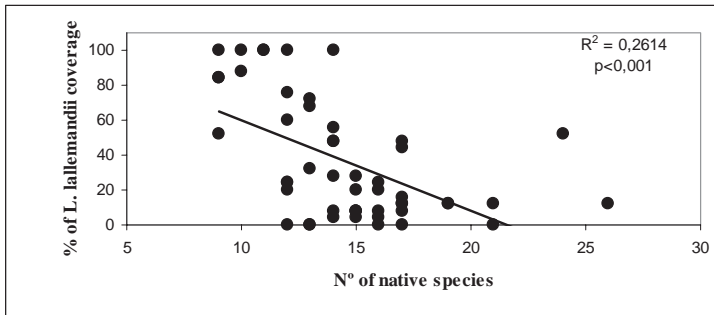 R² = 0,2614
p<0,001
% of L. lallemandii coverage
100
80
60
40
20
0
5 10 15 20 25 30
Nº of native species